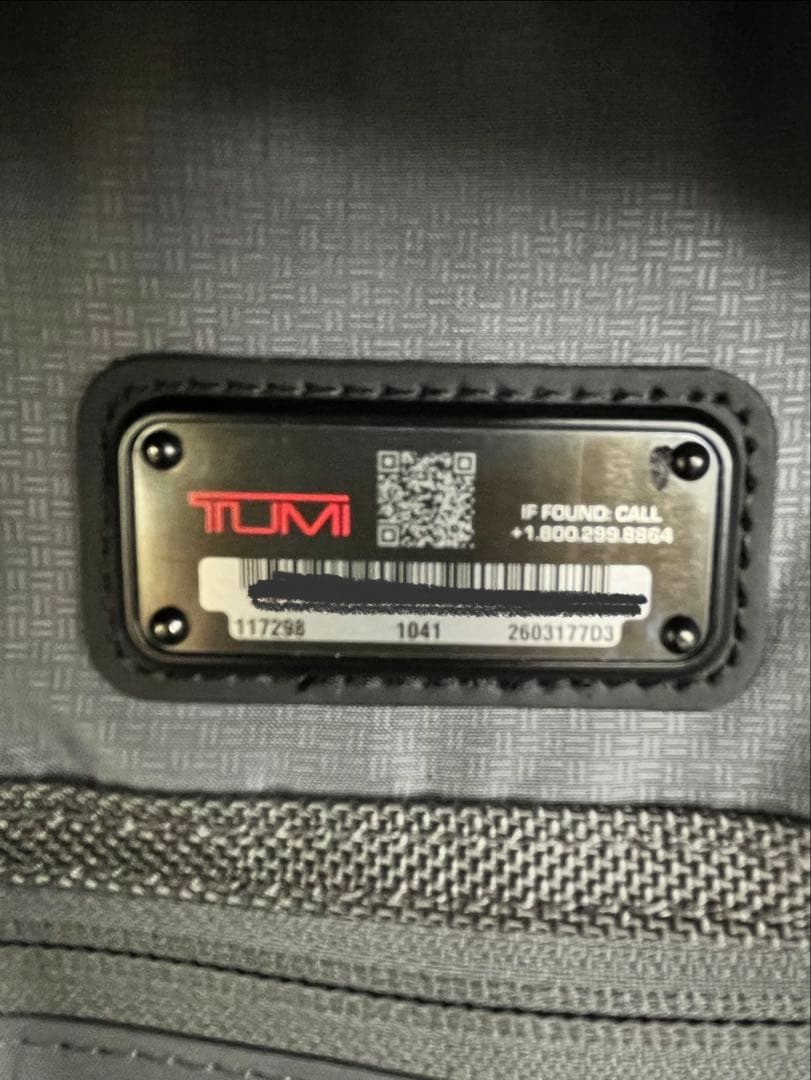 TUMI
IF FOUND: CALL
+1.800.299.8864
117298 1041 2603177D3